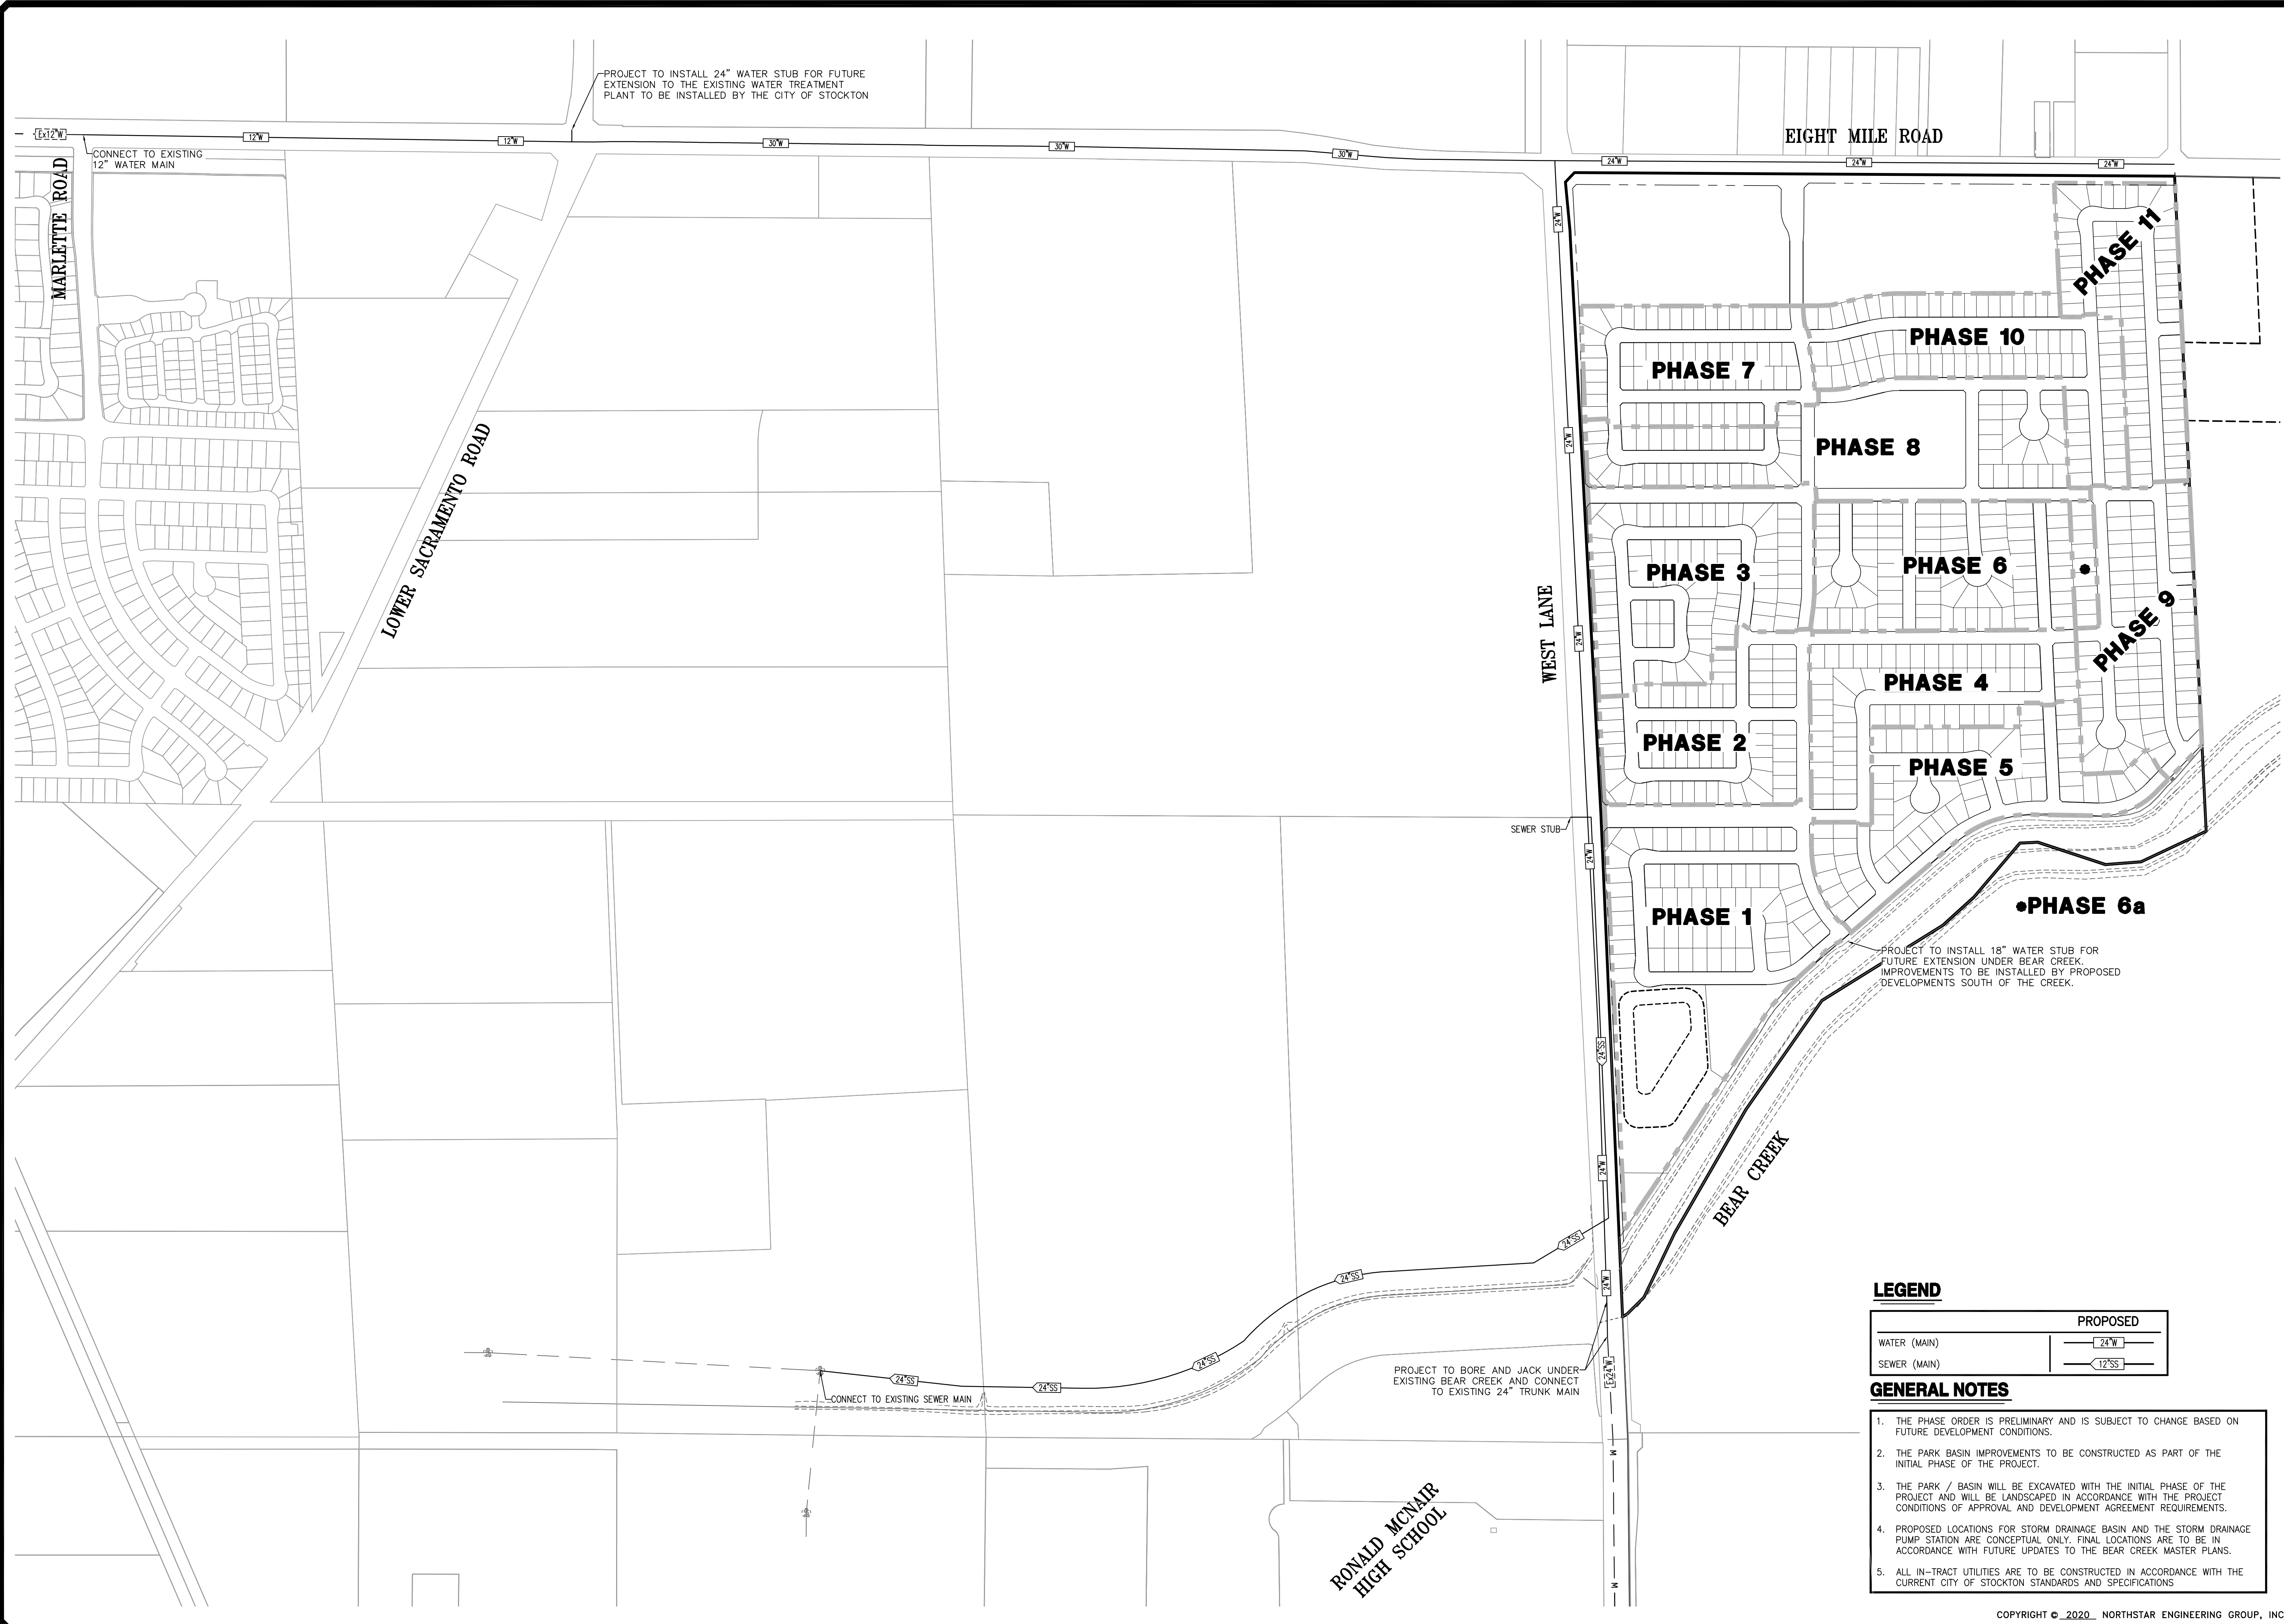 PROJECT TO INSTALL 24" WATER STUB FOR FUTURE
EXTENSION TO THE EXISTING WATER TREATMENT
PLANT TO BE INSTALLED BY THE CITY OF STOCKTON
Ex12"W
12"W
12"W
30"W
30"W
30"W
24"W
24"W
24"W
EIGHT MILE ROAD
CONNECT TO EXISTING
12" WATER MAIN
MARLETTE ROAD
LOWER SACRAMENTO ROAD
WEST LANE
24"W
24"W
24"W
24"W
PHASE 11
PHASE 10
PHASE 7
PHASE 8
PHASE 3
PHASE 6
PHASE 9
PHASE 4
PHASE 2
PHASE 5
SEWER STUB
PHASE 1
*PHASE 6a
PROJECT TO INSTALL 18" WATER STUB FOR
FUTURE EXTENSION UNDER BEAR CREEK.
IMPROVEMENTS TO BE INSTALLED BY PROPOSED
DEVELOPMENTS SOUTH OF THE CREEK.
24"SS
24"W
BEAR CREEK
24"SS
24"SS
24"W
24"SS
24"SS
24"SS
CONNECT TO EXISTING SEWER MAIN
PROJECT TO BORE AND JACK UNDER
EXISTING BEAR CREEK AND CONNECT
TO EXISTING 24" TRUNK MAIN
Ex24"W
M
M
RONALD MCNAIR
HIGH SCHOOL
LEGEND
PROPOSED
WATER (MAIN) 24"W
SEWER (MAIN) 12"SS
GENERAL NOTES
1. THE PHASE ORDER IS PRELIMINARY AND IS SUBJECT TO CHANGE BASED ON
FUTURE DEVELOPMENT CONDITIONS.
2. THE PARK BASIN IMPROVEMENTS TO BE CONSTRUCTED AS PART OF THE
INITIAL PHASE OF THE PROJECT.
3. THE PARK / BASIN WILL BE EXCAVATED WITH THE INITIAL PHASE OF THE
PROJECT AND WILL BE LANDSCAPED IN ACCORDANCE WITH THE PROJECT
CONDITIONS OF APPROVAL AND DEVELOPMENT AGREEMENT REQUIREMENTS.
4. PROPOSED LOCATIONS FOR STORM DRAINAGE BASIN AND THE STORM DRAINAGE
PUMP STATION ARE CONCEPTUAL ONLY. FINAL LOCATIONS ARE TO BE IN
ACCORDANCE WITH FUTURE UPDATES TO THE BEAR CREEK MASTER PLANS.
5. ALL IN-TRACT UTILITIES ARE TO BE CONSTRUCTED IN ACCORDANCE WITH THE
CURRENT CITY OF STOCKTON STANDARDS AND SPECIFICATIONS
COPYRIGHT © 2020 NORTHSTAR ENGINEERING GROUP, INC